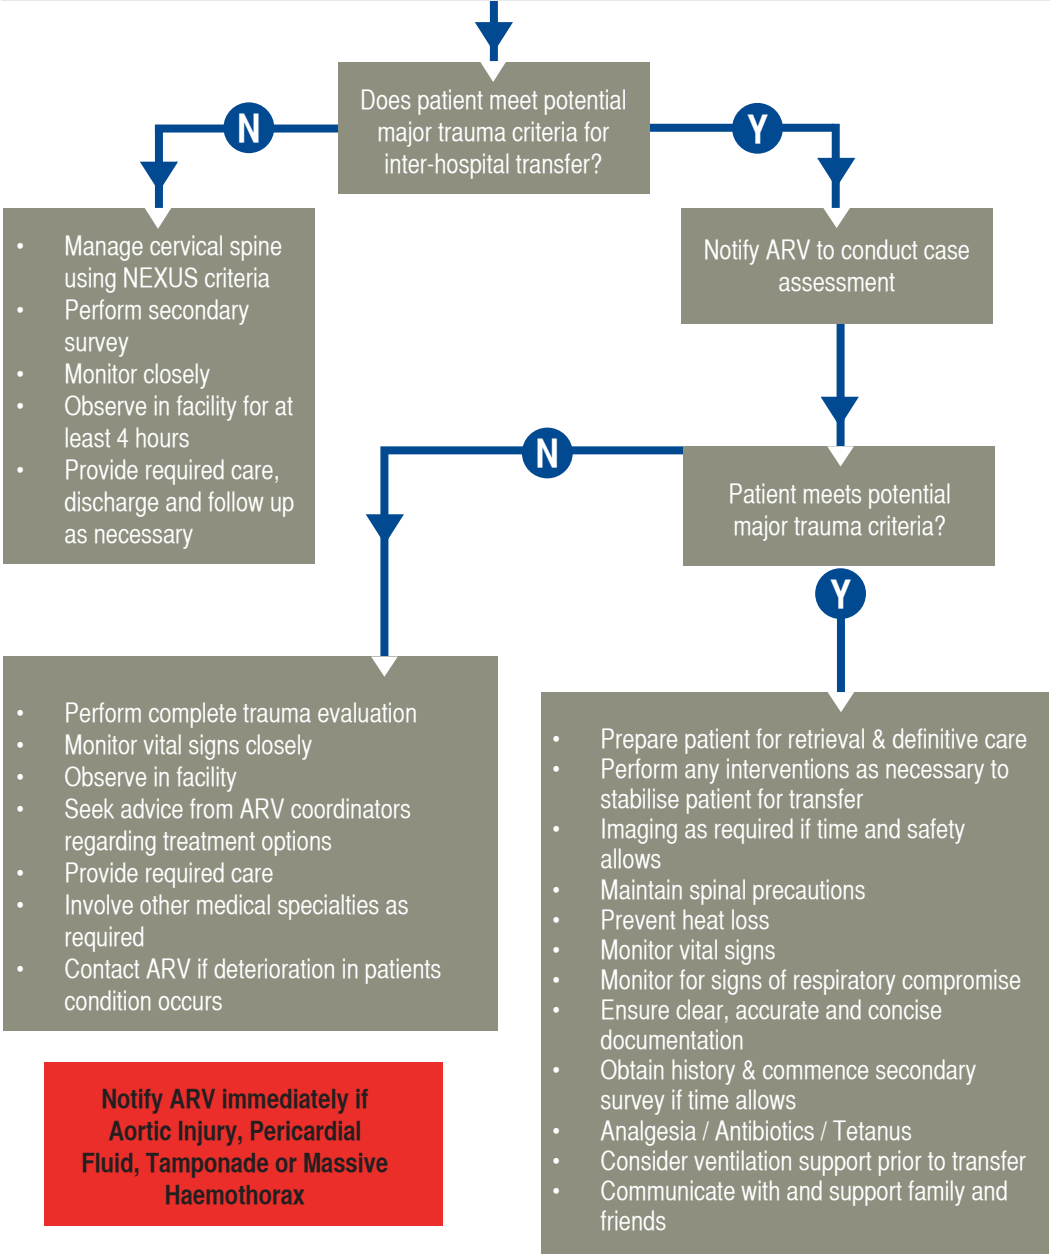 Does patient meet potential
major trauma criteria for
inter-hospital transfer?
N
Y
• Manage cervical spine
using NEXUS criteria
• Perform secondary
survey
• Monitor closely
• Observe in facility for at
least 4 hours
• Provide required care,
discharge and follow up
as necessary
Notify ARV to conduct case
assessment
N
Patient meets potential
major trauma criteria?
Y
• Perform complete trauma evaluation
• Monitor vital signs closely
• Observe in facility
• Seek advice from ARV coordinators
regarding treatment options
• Provide required care
• Involve other medical specialties as
required
• Contact ARV if deterioration in patients
condition occurs
• Prepare patient for retrieval & definitive care
• Perform any interventions as necessary to
stabilise patient for transfer
• Imaging as required if time and safety
allows
• Maintain spinal precautions
• Prevent heat loss
• Monitor vital signs
• Monitor for signs of respiratory compromise
• Ensure clear, accurate and concise
documentation
• Obtain history & commence secondary
survey if time allows
• Analgesia / Antibiotics / Tetanus
• Consider ventilation support prior to transfer
• Communicate with and support family and
friends
Notify ARV immediately if
Aortic Injury, Pericardial
Fluid, Tamponade or Massive
Haemothorax